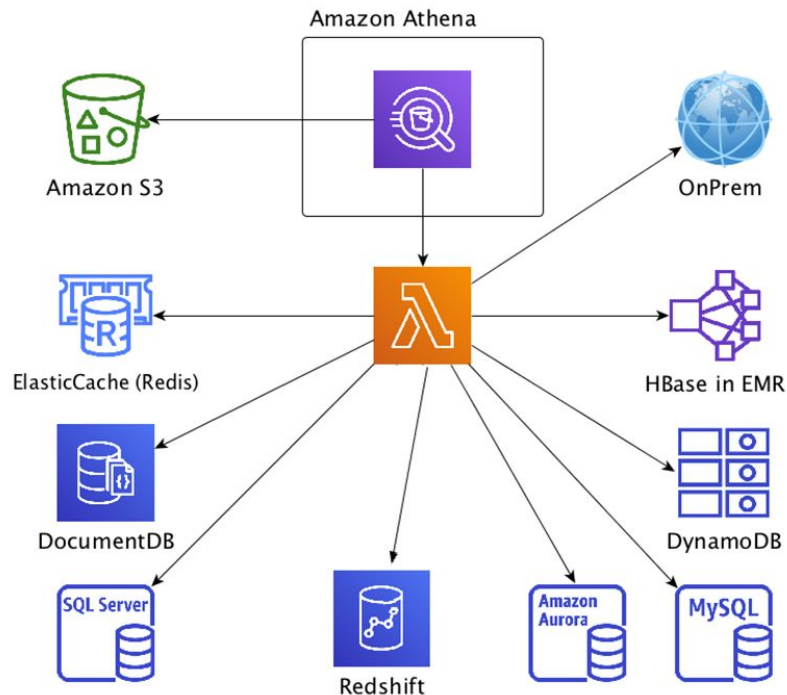 Amazon Athena
Amazon S3
OnPrem
R
ElasticCache (Redis)
HBase in EMR
DocumentDB
DynamoDB
SQL Server
Redshift
Amazon
Aurora
MySQL